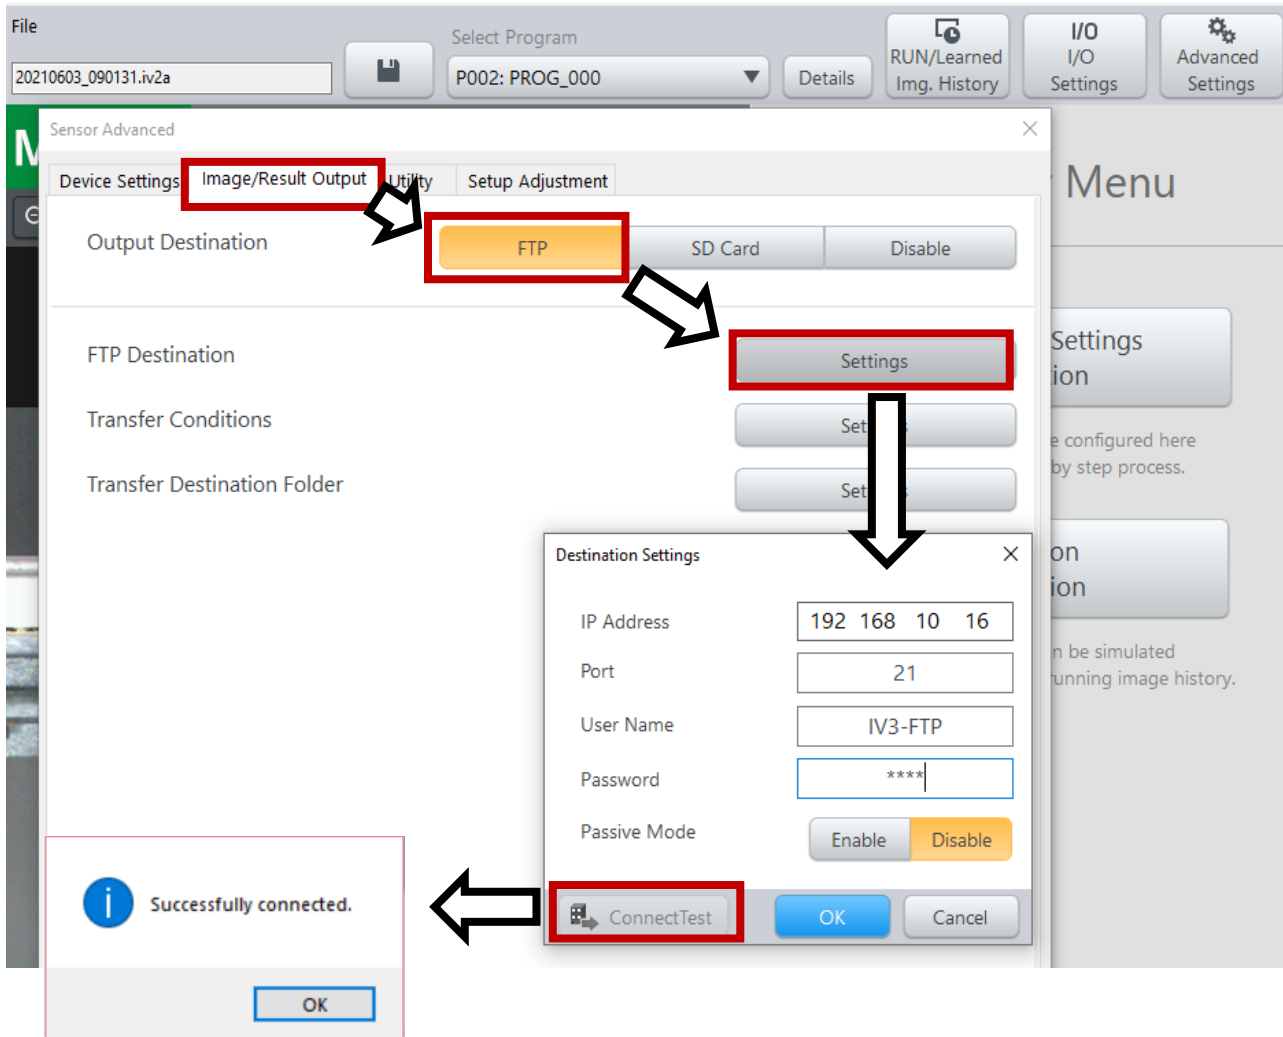 File
Select Program
20210603_090131.iv2a
P002: PROG_000
Details
RUN/Learned
Img. History
I/O
I/O
Settings
Advanced
Settings
Sensor Advanced
Menu
Device Settings
Image/Result Output
Utility
Setup Adjustment
Output Destination
FTP
SD Card
Disable
FTP Destination
Settings
Transfer Conditions
Transfer Destination Folder
Settings
ion
e configured here
by step process.
on
ion
n be simulated
running image history.
Destination Settings
IP Address
192 168 10 16
Port
21
User Name
IV3-FTP
Password
****
Passive Mode
Enable
Disable
ConnectTest
OK
Cancel
Successfully connected.
OK